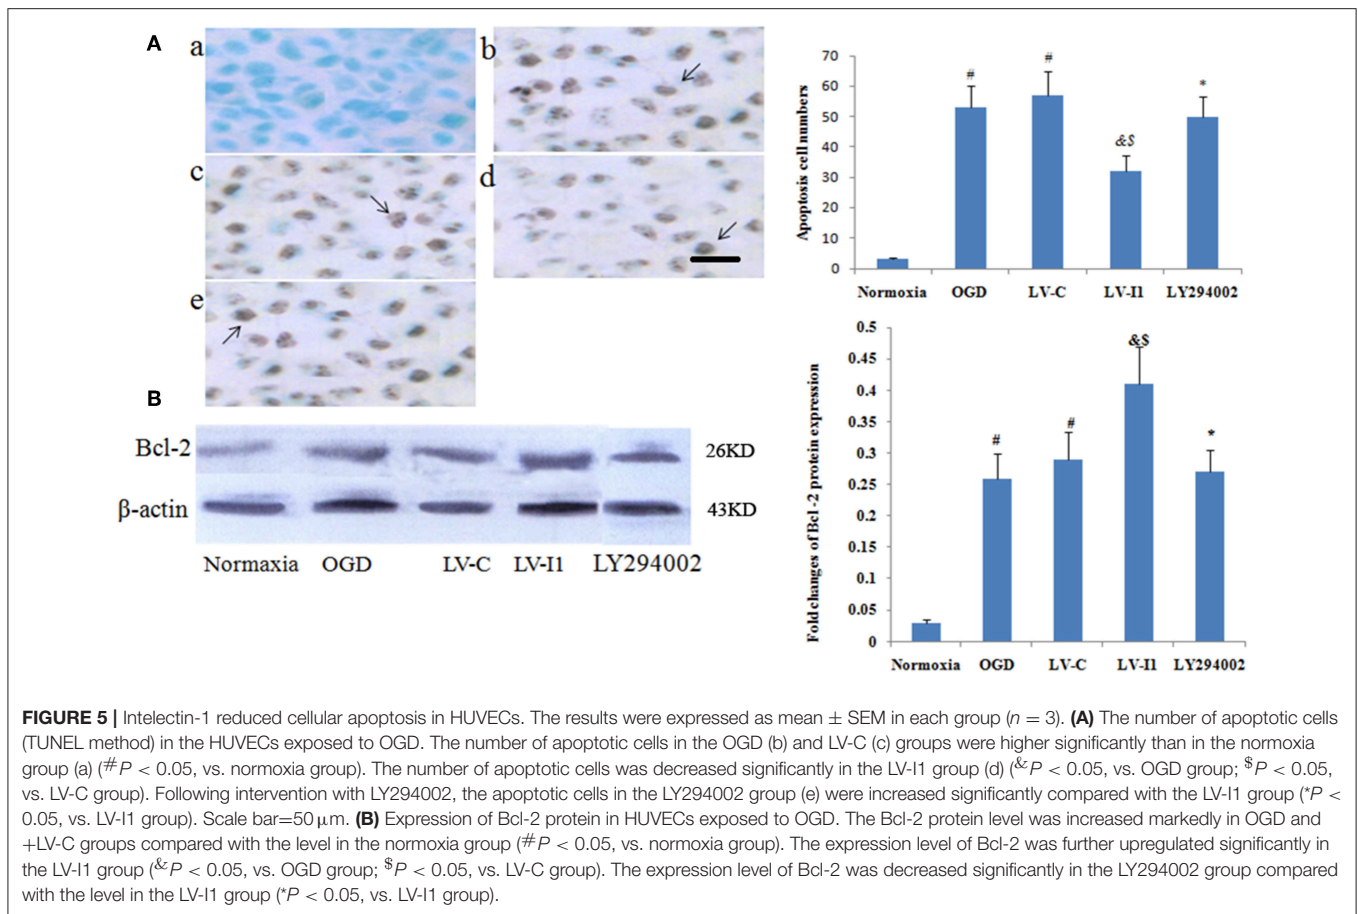 A
a
b
c
d
e
70
60
50
40
30
20
10
0
Apoptosis cell numbers
#
#
&$
*
Normoxia OGD LV-C LV-I1 LY294002
B
Bcl-2
26KD
β-actin
43KD
Normaxia OGD LV-C LV-I1 LY294002
0.5
0.45
0.4
0.35
0.3
0.25
0.2
0.15
0.1
0.05
0
Fold changes of Bcl -2 protein expression
#
#
&$
*
Normoxia OGD LV-C LV-I1 LY294002
FIGURE 5 | Intelectin-1 reduced cellular apoptosis in HUVECs. The results were expressed as mean ± SEM in each group (n = 3). (A) The number of apoptotic cells
(TUNEL method) in the HUVECs exposed to OGD. The number of apoptotic cells in the OGD (b) and LV-C (c) groups were higher significantly than in the normoxia
group (a) (#P < 0.05, vs. normoxia group). The number of apoptotic cells was decreased significantly in the LV-I1 group (d) (&P < 0.05, vs. OGD group; $P < 0.05,
vs. LV-C group). Following intervention with LY294002, the apoptotic cells in the LY294002 group (e) were increased significantly compared with the LV-I1 group (*P <
0.05, vs. LV-I1 group). Scale bar=50 μm. (B) Expression of Bcl-2 protein in HUVECs exposed to OGD. The Bcl-2 protein level was increased markedly in OGD and
+LV-C groups compared with the level in the normoxia group (#P < 0.05, vs. normoxia group). The expression level of Bcl-2 was further upregulated significantly in
the LV-I1 group (&P < 0.05, vs. OGD group; $P < 0.05, vs. LV-C group). The expression level of Bcl-2 was decreased significantly in the LY294002 group compared
with the level in the LV-I1 group (*P < 0.05, vs. LV-I1 group).